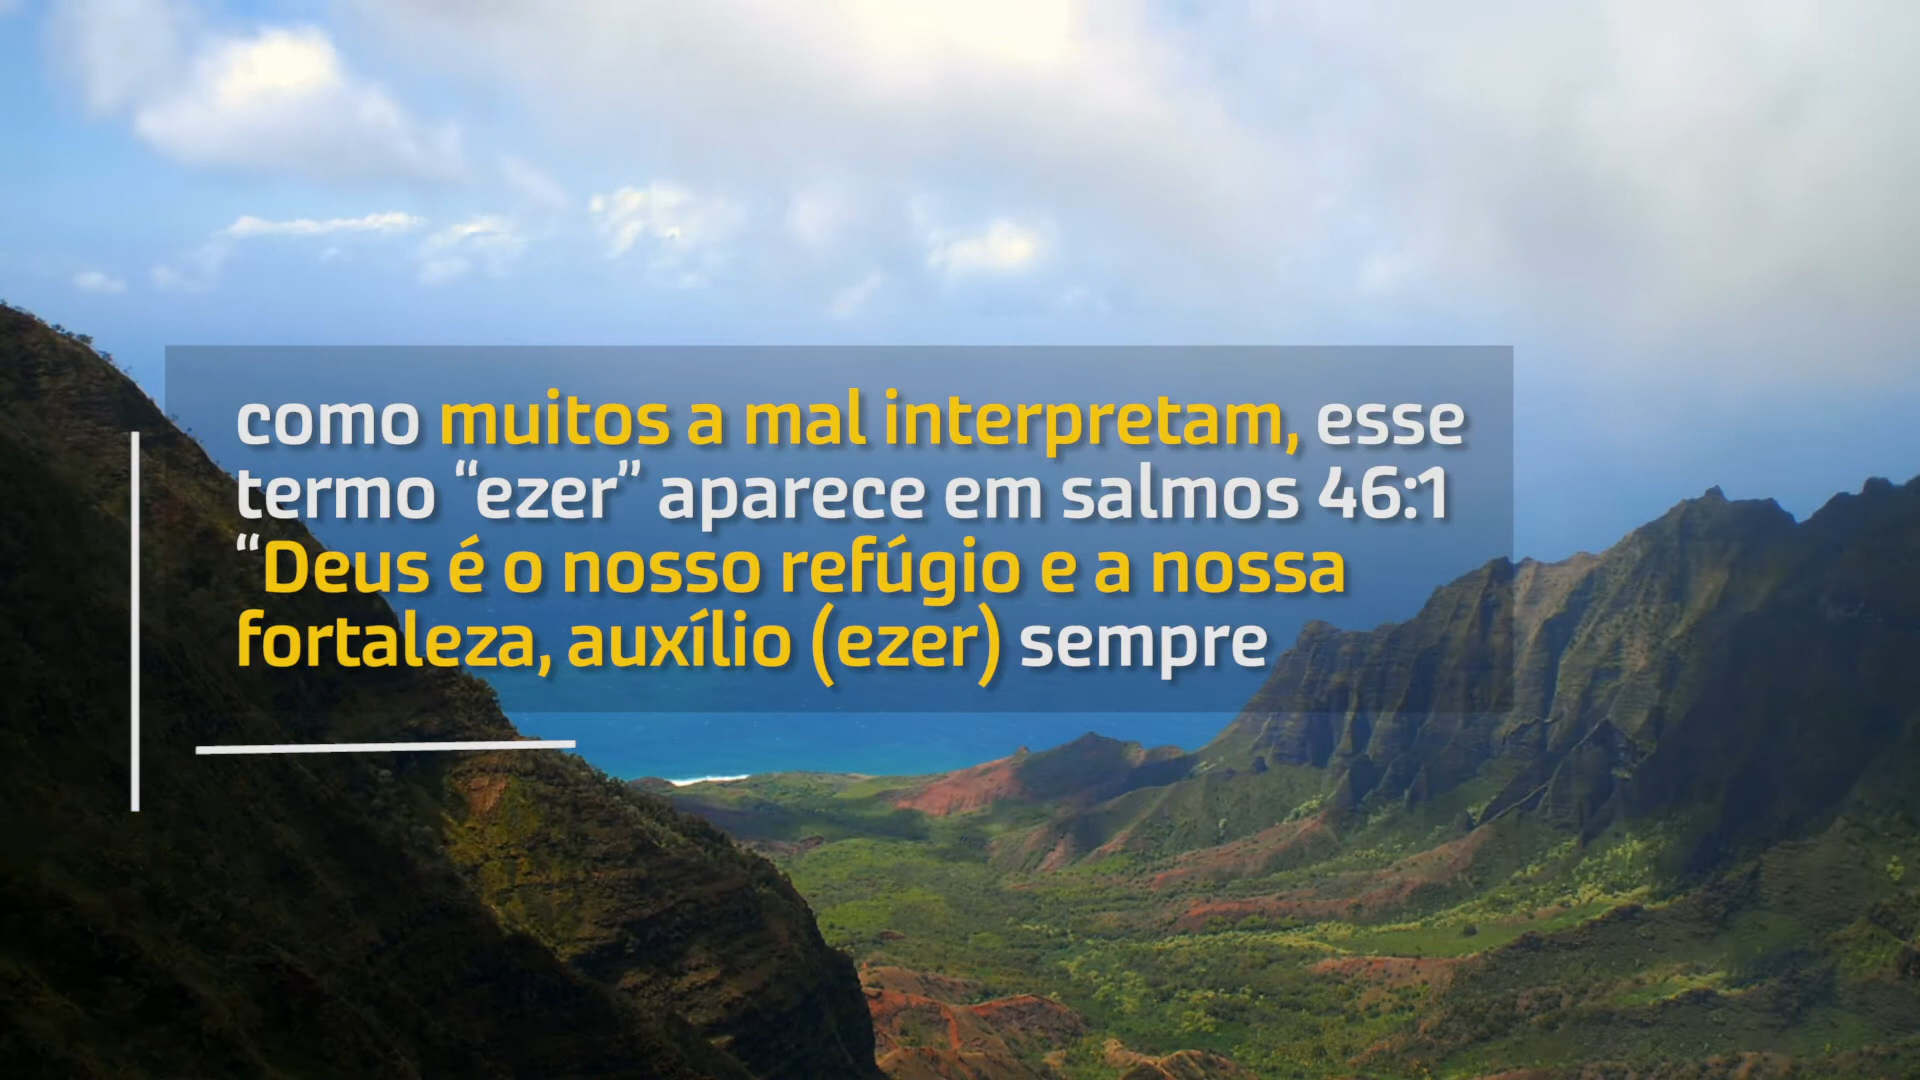 como muitos a mal interpretam, esse
termo “ezer” aparece em salmos 46:1
“Deus é o nosso refúgio e a nossa
fortaleza, auxílio (ezer) sempre